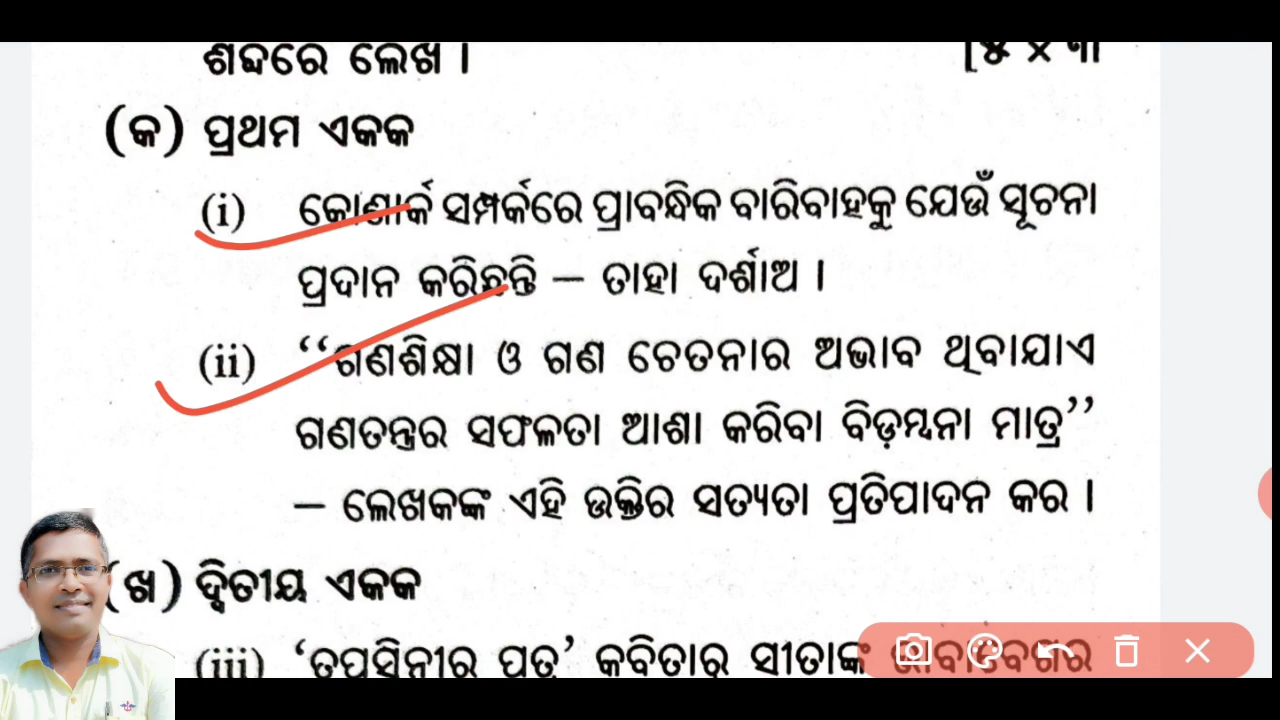 ଶବ୍ଦରେ ଲେଖ ।
[୫ × ୩
(କ) ପ୍ରଥମ ଏକକ
(i) କୋଣାର୍କ ସମ୍ପର୍କରେ ପ୍ରାବନ୍ଧିକ ବାରିବାହକୁ ଯେଉଁ ସୂଚନା
ପ୍ରଦାନ କରିଛନ୍ତି – ତାହା ଦର୍ଶାଅ ।
(ii) ‘‘ଗଣଶିକ୍ଷା ଓ ଗଣ ଚେତନାର ଅଭାବ ଥିବାଯାଏ
ଗଣତନ୍ତ୍ରର ସଫଳତା ଆଶା କରିବା ବିଡ଼ମ୍ବନା ମାତ୍ର’’
– ଲେଖକଙ୍କ ଏହି ଉକ୍ତିର ସତ୍ୟତା ପ୍ରତିପାଦନ କର ।
(ଖ) ଦ୍ଵିତୀୟ ଏକକ
(iii) ‘ତପସ୍ବିନୀର ପତ୍ର’ କବିତାର ସୀତାଙ୍କ